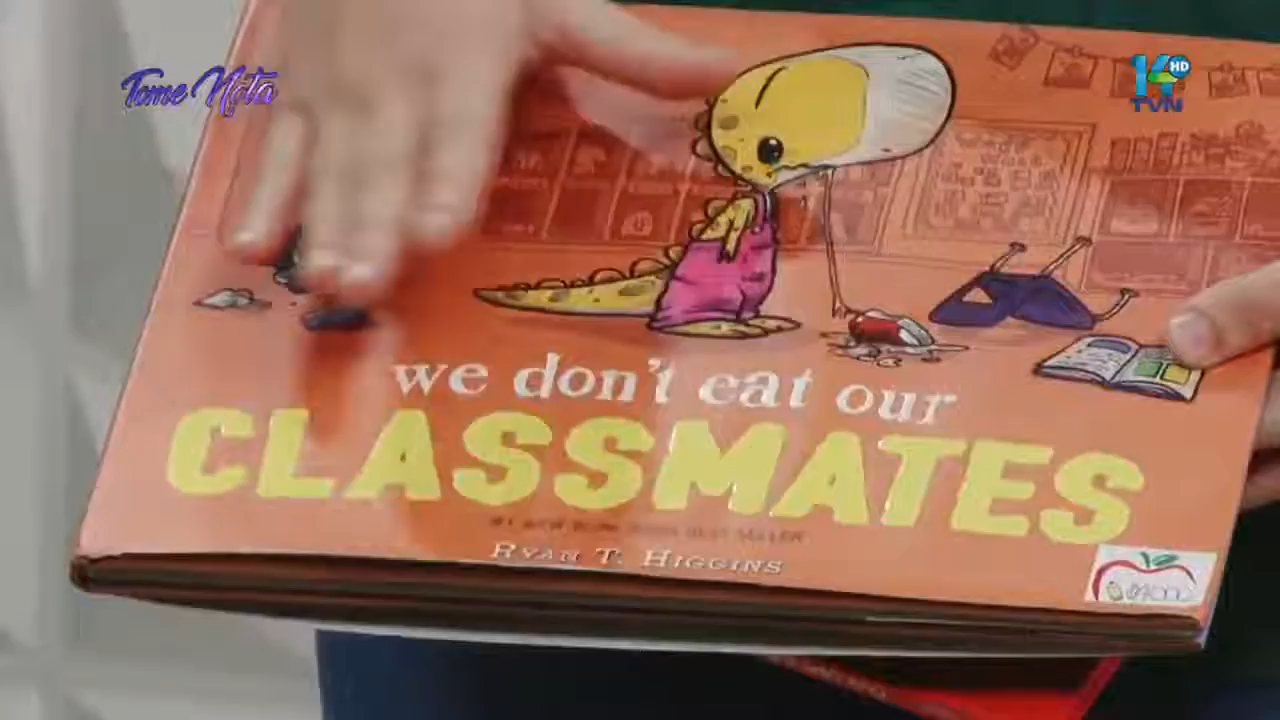 Tome Nota
14 HD
TVN
we don't eat our
CLASSMATES
RYAN T. HIGGINS